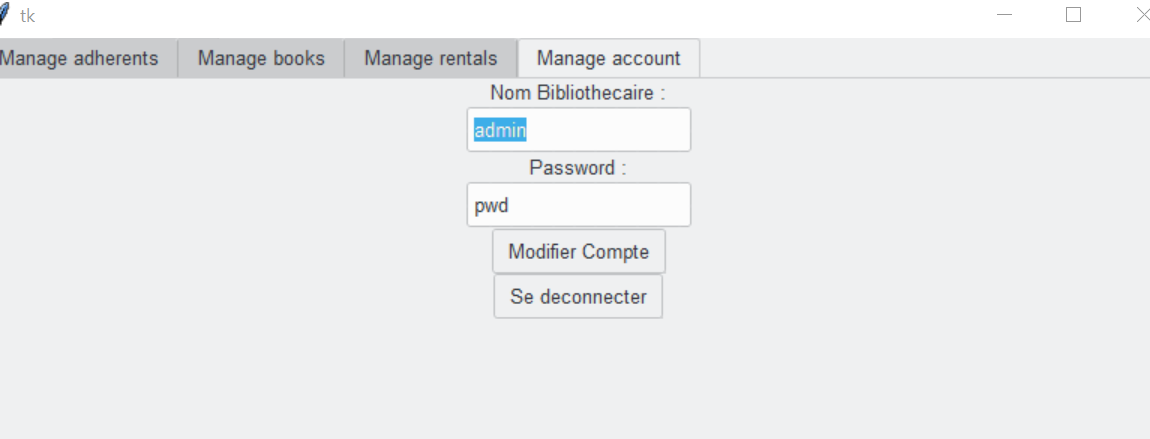 tk
Manage adherents Manage books Manage rentals Manage account
Nom Bibliothecaire :
admin
Password :
pwd
Modifier Compte
Se deconnecter